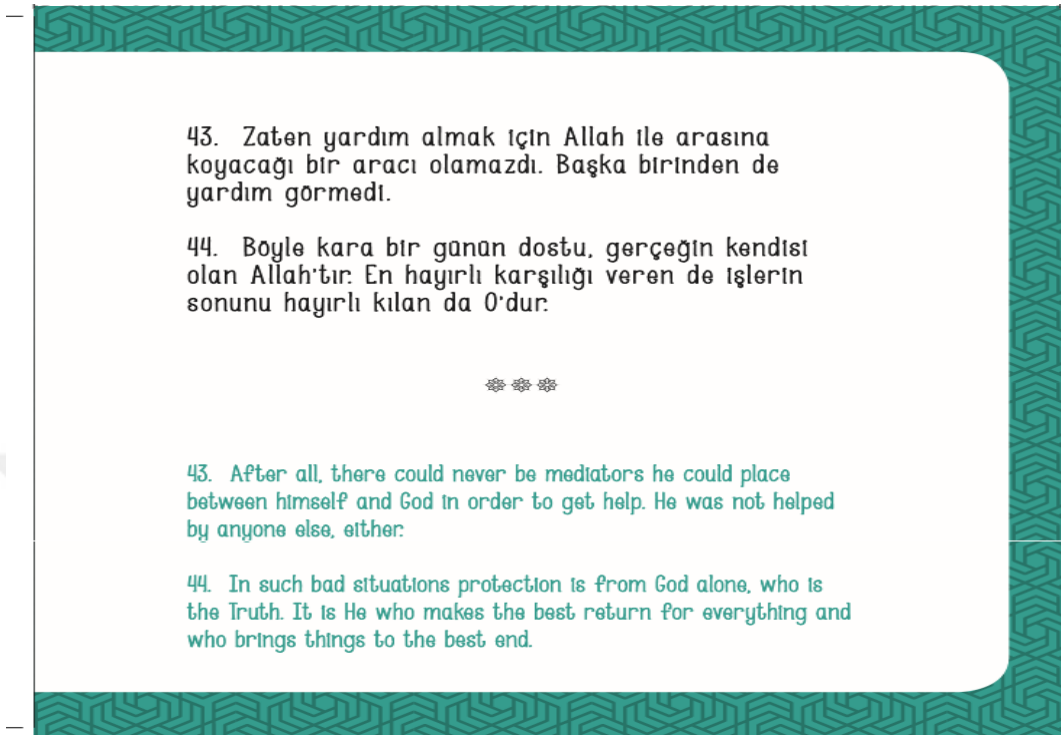 43. Zaten yardım almak için Allah ile arasına
koyacağı bir aracı olamazdı. Başka birinden de
yardım görmedi.
44. Böyle kara bir günün dostu, gerçeğin kendisi
olan Allah'tır. En hayırlı karşılığı veren de işlerin
sonunu hayırlı kılan da O'dur.
43. After all, there could never be mediators he could place
between himself and God in order to get help. He was not helped
by anyone else, either.
44. In such bad situations protection is from God alone, who is
the Truth. It is He who makes the best return for everything and
who brings things to the best end.